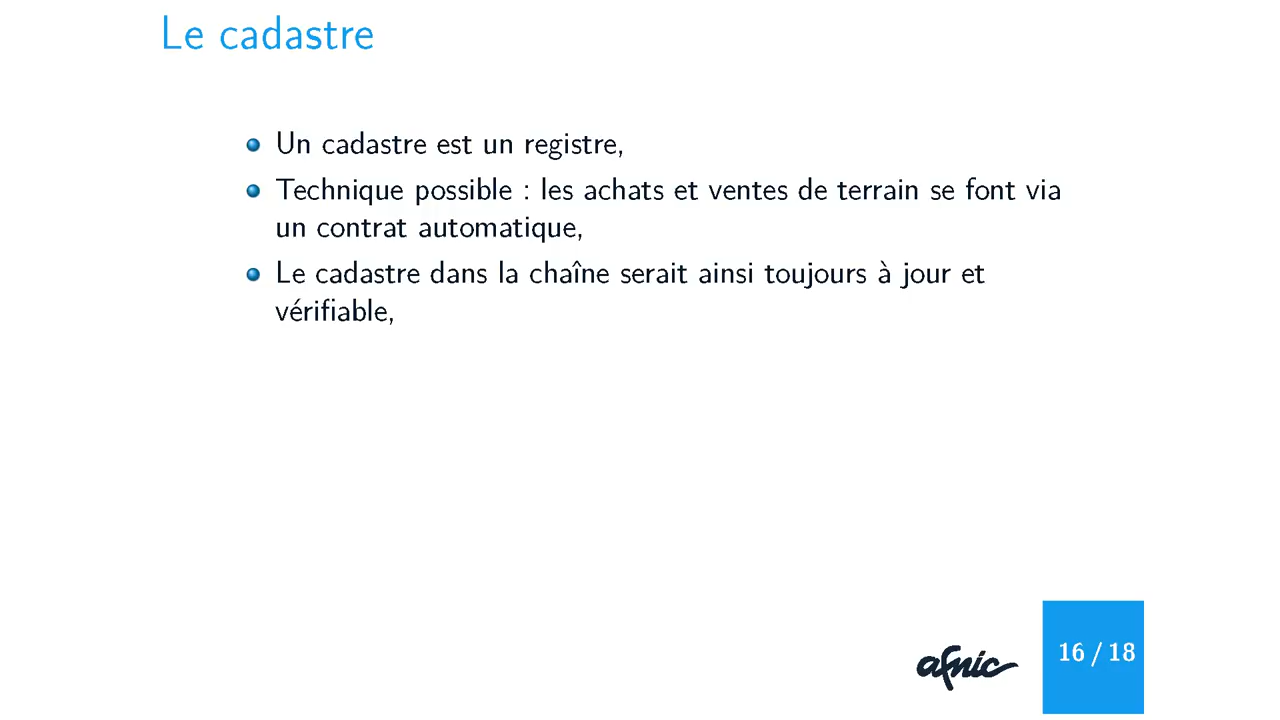 Le cadastre
Un cadastre est un registre,
Technique possible : les achats et ventes de terrain se font via
un contrat automatique,
Le cadastre dans la chaîne serait ainsi toujours à jour et
vérifiable,
afnic
16 / 18